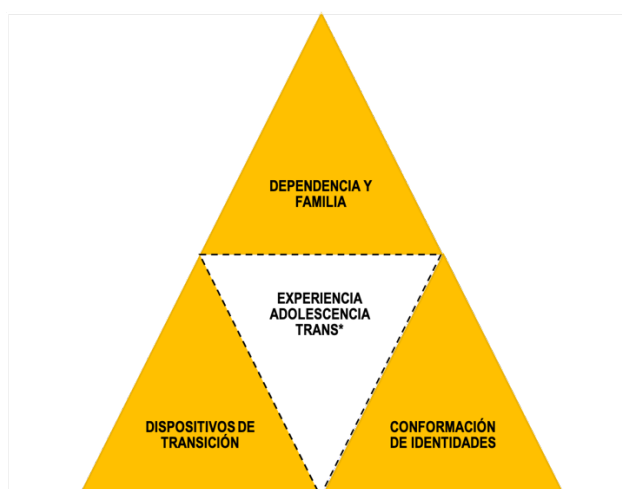 DEPENDENCIA Y
FAMILIA
EXPERIENCIA
ADOLESCENCIA
TRANS*
DISPOSITIVOS DE
TRANSICIÓN
CONFORMACIÓN
DE IDENTIDADES